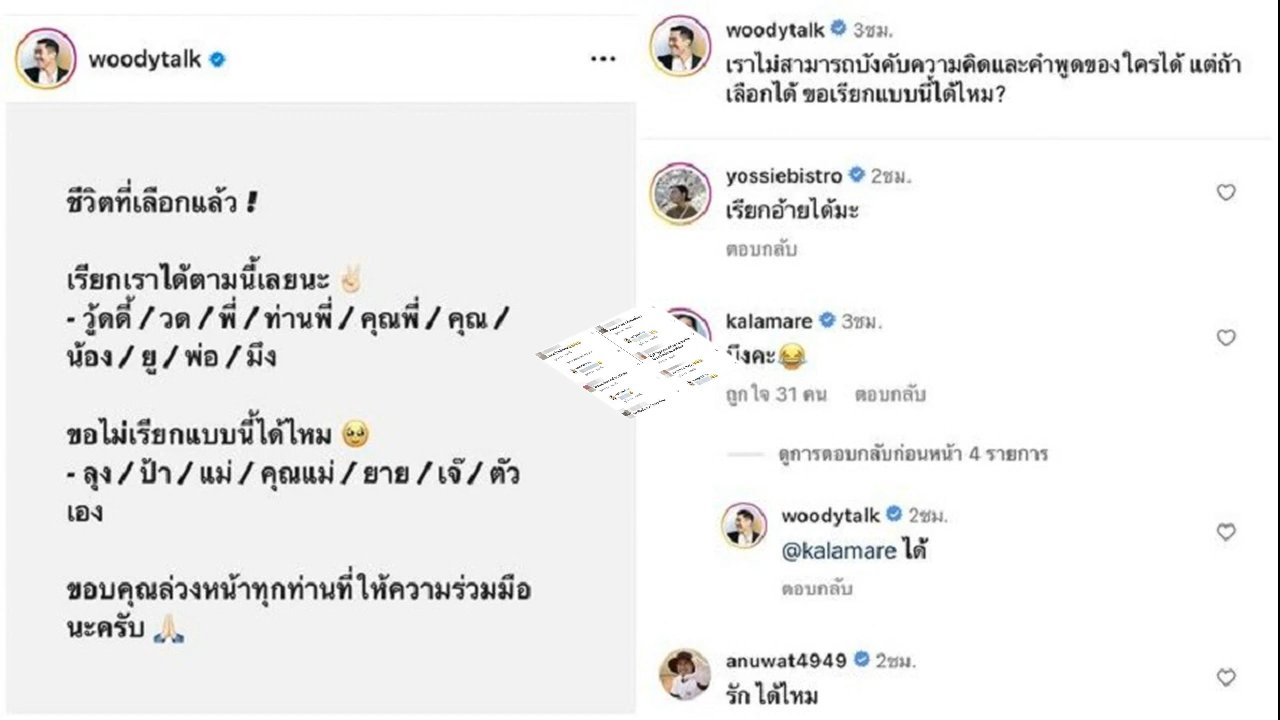 woodytalk
ชีวิตที่เลือกแล้ว !
เรียกเราได้ตามนี้เลยนะ ✌🏻
- วู้ดดี้ / วด / พี่ / ท่านพี่ / คุณพี่ / คุณ /
น้อง / ยู / พ่อ / มึง
ขอไม่เรียกแบบนี้ได้ไหม 🥹
- ลุง / ป้า / แม่ / คุณแม่ / ยาย / เจ๊ / ตัว
เอง
ขอบคุณล่วงหน้าทุกท่านที่ให้ความร่วมมือ
นะครับ 🙏🏻
woodytalk 3ชม.
เราไม่สามารถบังคับความคิดและคำพูดของใครได้ แต่ถ้า
เลือกได้ ขอเรียกแบบนี้ได้ไหม?
yossiebistro 2ชม.
เรียกอ้ายได้มะ
ตอบกลับ
kalamare 3ชม.
มึงคะ😂
ถูกใจ 31 คน ตอบกลับ
ดูการตอบกลับก่อนหน้า 4 รายการ
woodytalk 2ชม.
@kalamare ได้
ตอบกลับ
anuwat4949 2ชม.
รัก ได้ไหม